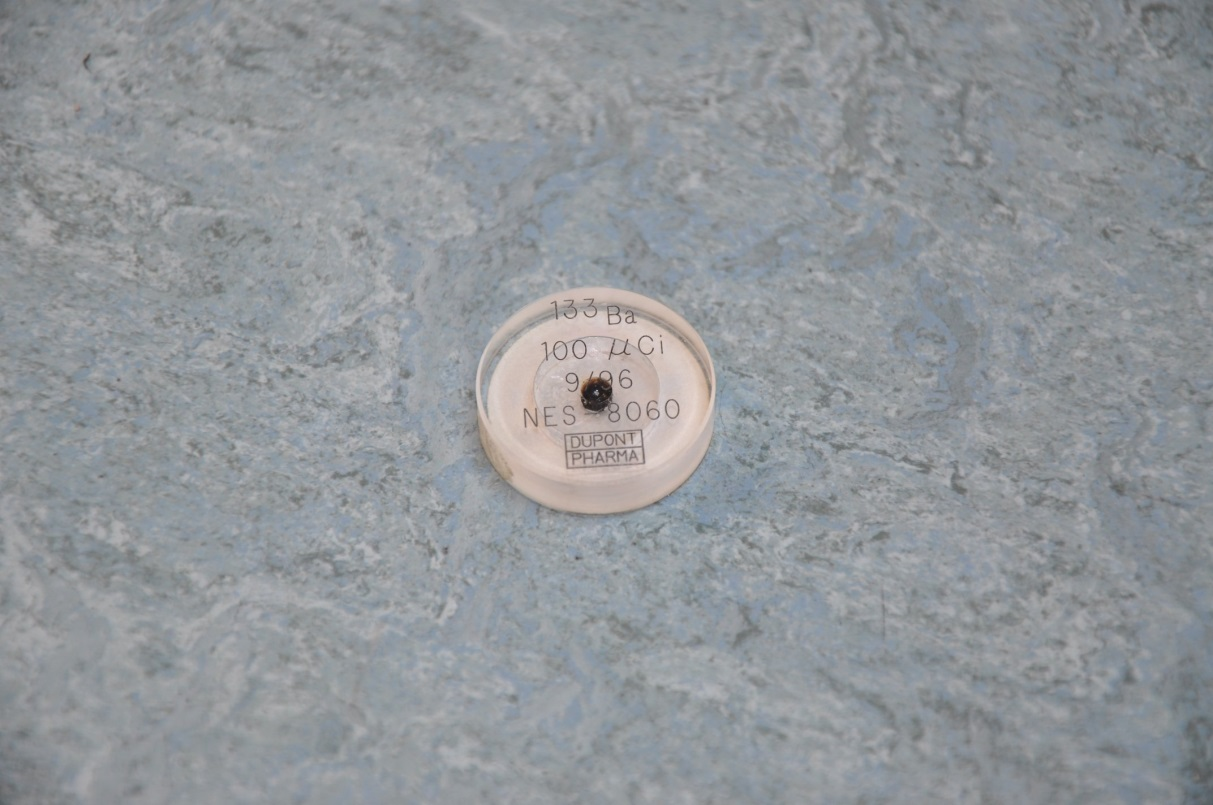 133 Ba
100 μCi
9/96
NES-8060
DUPONT
PHARMA